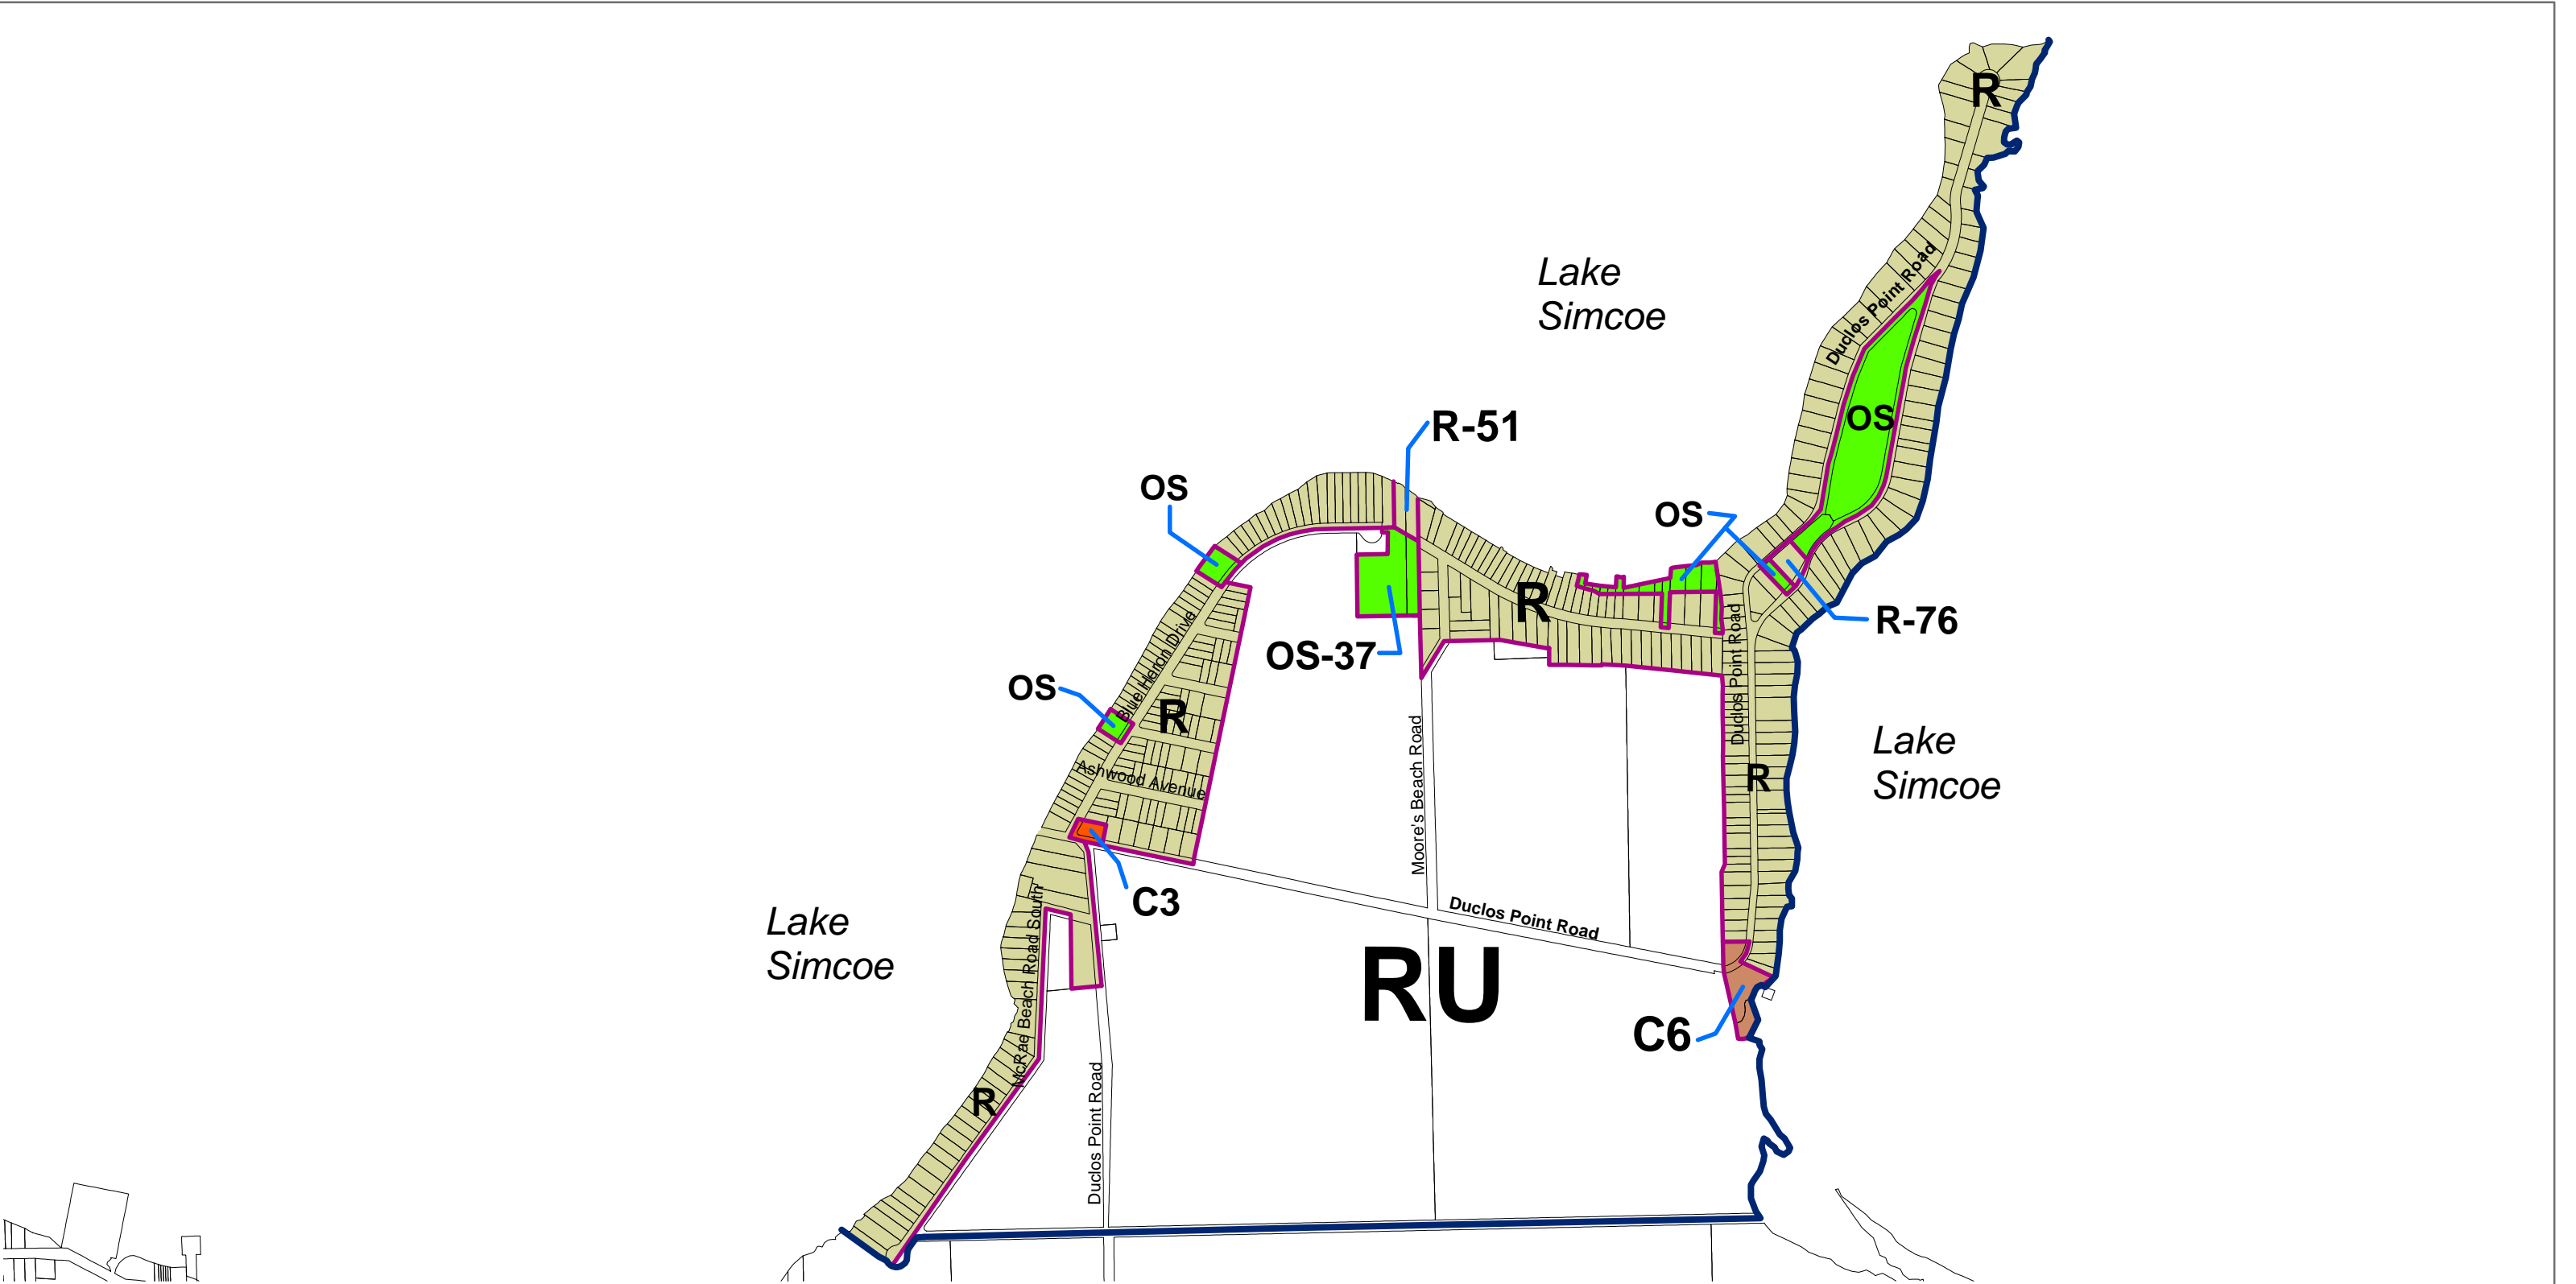 R
Duclos Point Road
Lake
Simcoe
OS
R-51
OS
OS
R
R-76
OS-37
Duclos Point Road
Blue Heron Drive
OS
R
Lake
Simcoe
Moore's Beach Road
R
Ashwood Avenue
C3
Duclos Point Road
Lake
Simcoe
McRae Beach Road South
RU
C6
R
Duclos Point Road